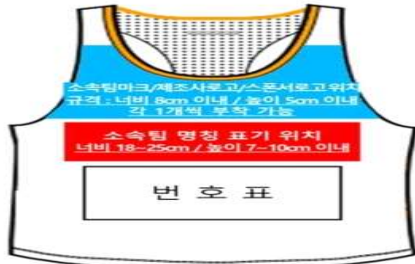 소속팀마크/제조사로고/스폰서로고위치
규격 : 너비 8cm 이내 / 높이 5cm 이내
각 1개씩 부착 가능
소속팀 명칭 표기 위치
너비 18~25cm / 높이 7~10cm 이내
번 호 표